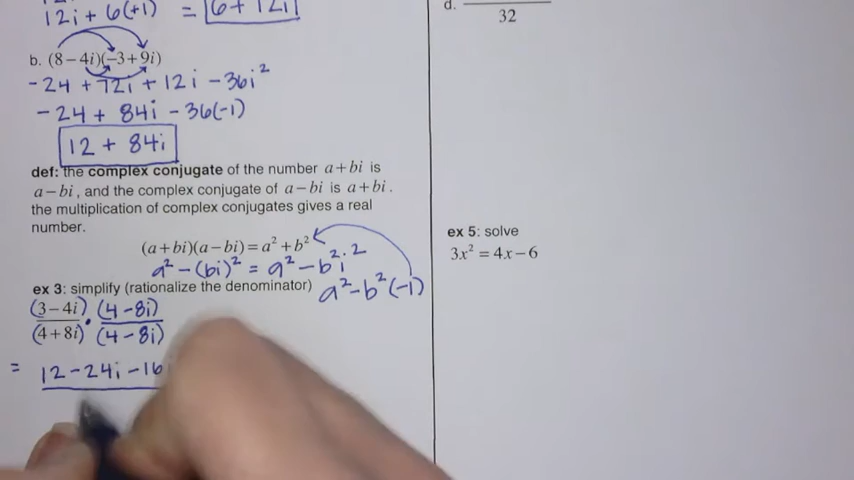 12i + 6(+1) = 6 + 12i
d.
32
b. (8 − 4i)(−3 + 9i)
-24 + 72i + 12i - 36i²
-24 + 84i - 36(-1)
12 + 84i
def: the complex conjugate of the number a + bi is
a − bi, and the complex conjugate of a − bi is a + bi.
the multiplication of complex conjugates gives a real
number.
(a + bi)(a − bi) = a² + b²
a² - (bi)² = a² - b²i²
a² - b²(-1)
ex 3: simplify (rationalize the denominator)
(3 − 4i) / (4 + 8i) · (4 - 8i) / (4 - 8i)
= 12 - 24i - 16
ex 5: solve
3x² = 4x − 6